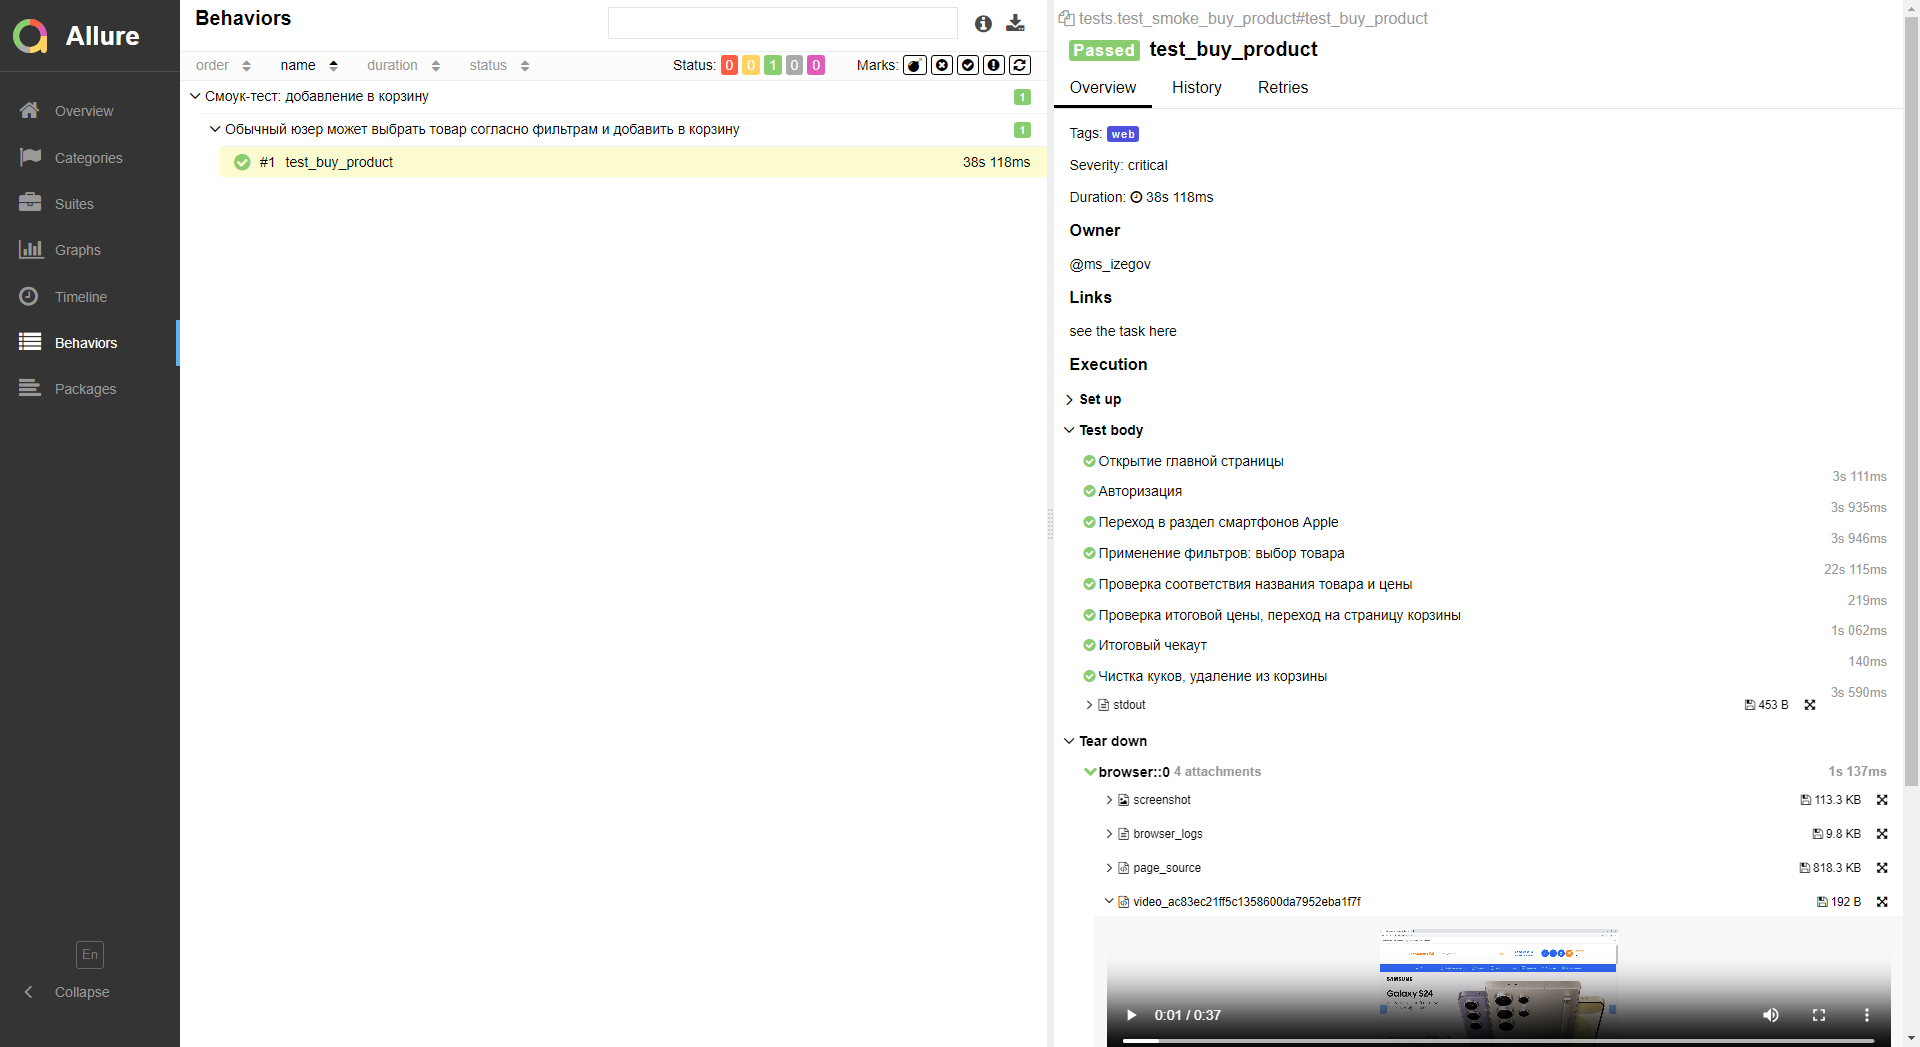 Allure
Overview
Categories
Suites
Graphs
Timeline
Behaviors
Packages
En
Collapse
Behaviors
order name duration status Status: 0 0 1 0 0 Marks:
Смоук-тест: добавление в корзину 1
Обычный юзер может выбрать товар согласно фильтрам и добавить в корзину 1
#1 test_buy_product 38s 118ms
tests.test_smoke_buy_product#test_buy_product
Passed test_buy_product
Overview History Retries
Tags: web
Severity: critical
Duration: 38s 118ms
Owner
@ms_izegov
Links
see the task here
Execution
Set up
Test body
Открытие главной страницы
3s 111ms
Авторизация
3s 935ms
Переход в раздел смартфонов Apple
3s 946ms
Применение фильтров: выбор товара
22s 115ms
Проверка соответствия названия товара и цены
219ms
Проверка итоговой цены, переход на страницу корзины
1s 062ms
Итоговый чекаут
140ms
Чистка куков, удаление из корзины
3s 590ms
stdout 453 B
Tear down
browser::0 4 attachments 1s 137ms
screenshot 113.3 KB
browser_logs 9.8 KB
page_source 818.3 KB
video_ac83ec21ff5c1358600da7952eba1f7f 192 B
SAMSUNG
Galaxy S24
0:01 / 0:37